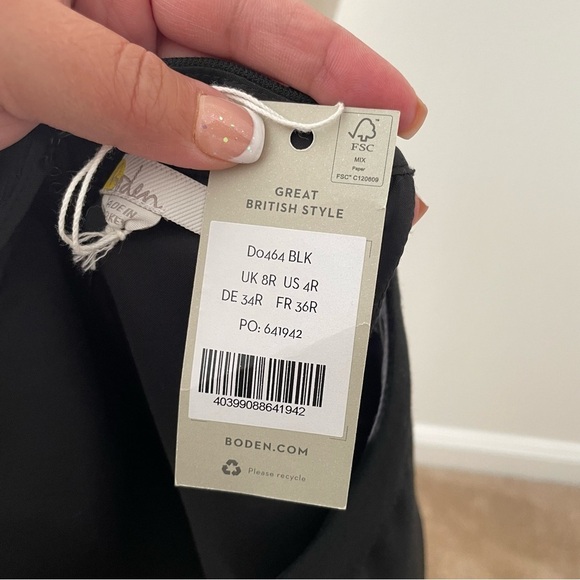 FSC
MIX
Paper
FSC® C120809
GREAT
BRITISH STYLE
D0464 BLK
UK 8R US 4R
DE 34R FR 36R
PO: 641942
40399088641942
BODEN.COM
Please recycle